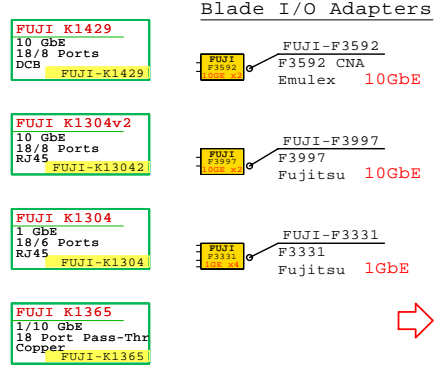 Blade I/O Adapters
FUJI K1429
10 GbE
18/8 Ports
DCB
FUJI-K1429
FUJI
F3592
10GE x2
FUJI-F3592
F3592 CNA
Emulex 10GbE
FUJI K1304v2
10 GbE
18/8 Ports
RJ45
FUJI-K13042
FUJI
F3997
10GE x2
FUJI-F3997
F3997
Fujitsu 10GbE
FUJI K1304
1 GbE
18/6 Ports
RJ45
FUJI-K1304
FUJI
F3331
1GE x4
FUJI-F3331
F3331
Fujitsu 1GbE
FUJI K1365
1/10 GbE
18 Port Pass-Thr
Copper
FUJI-K1365